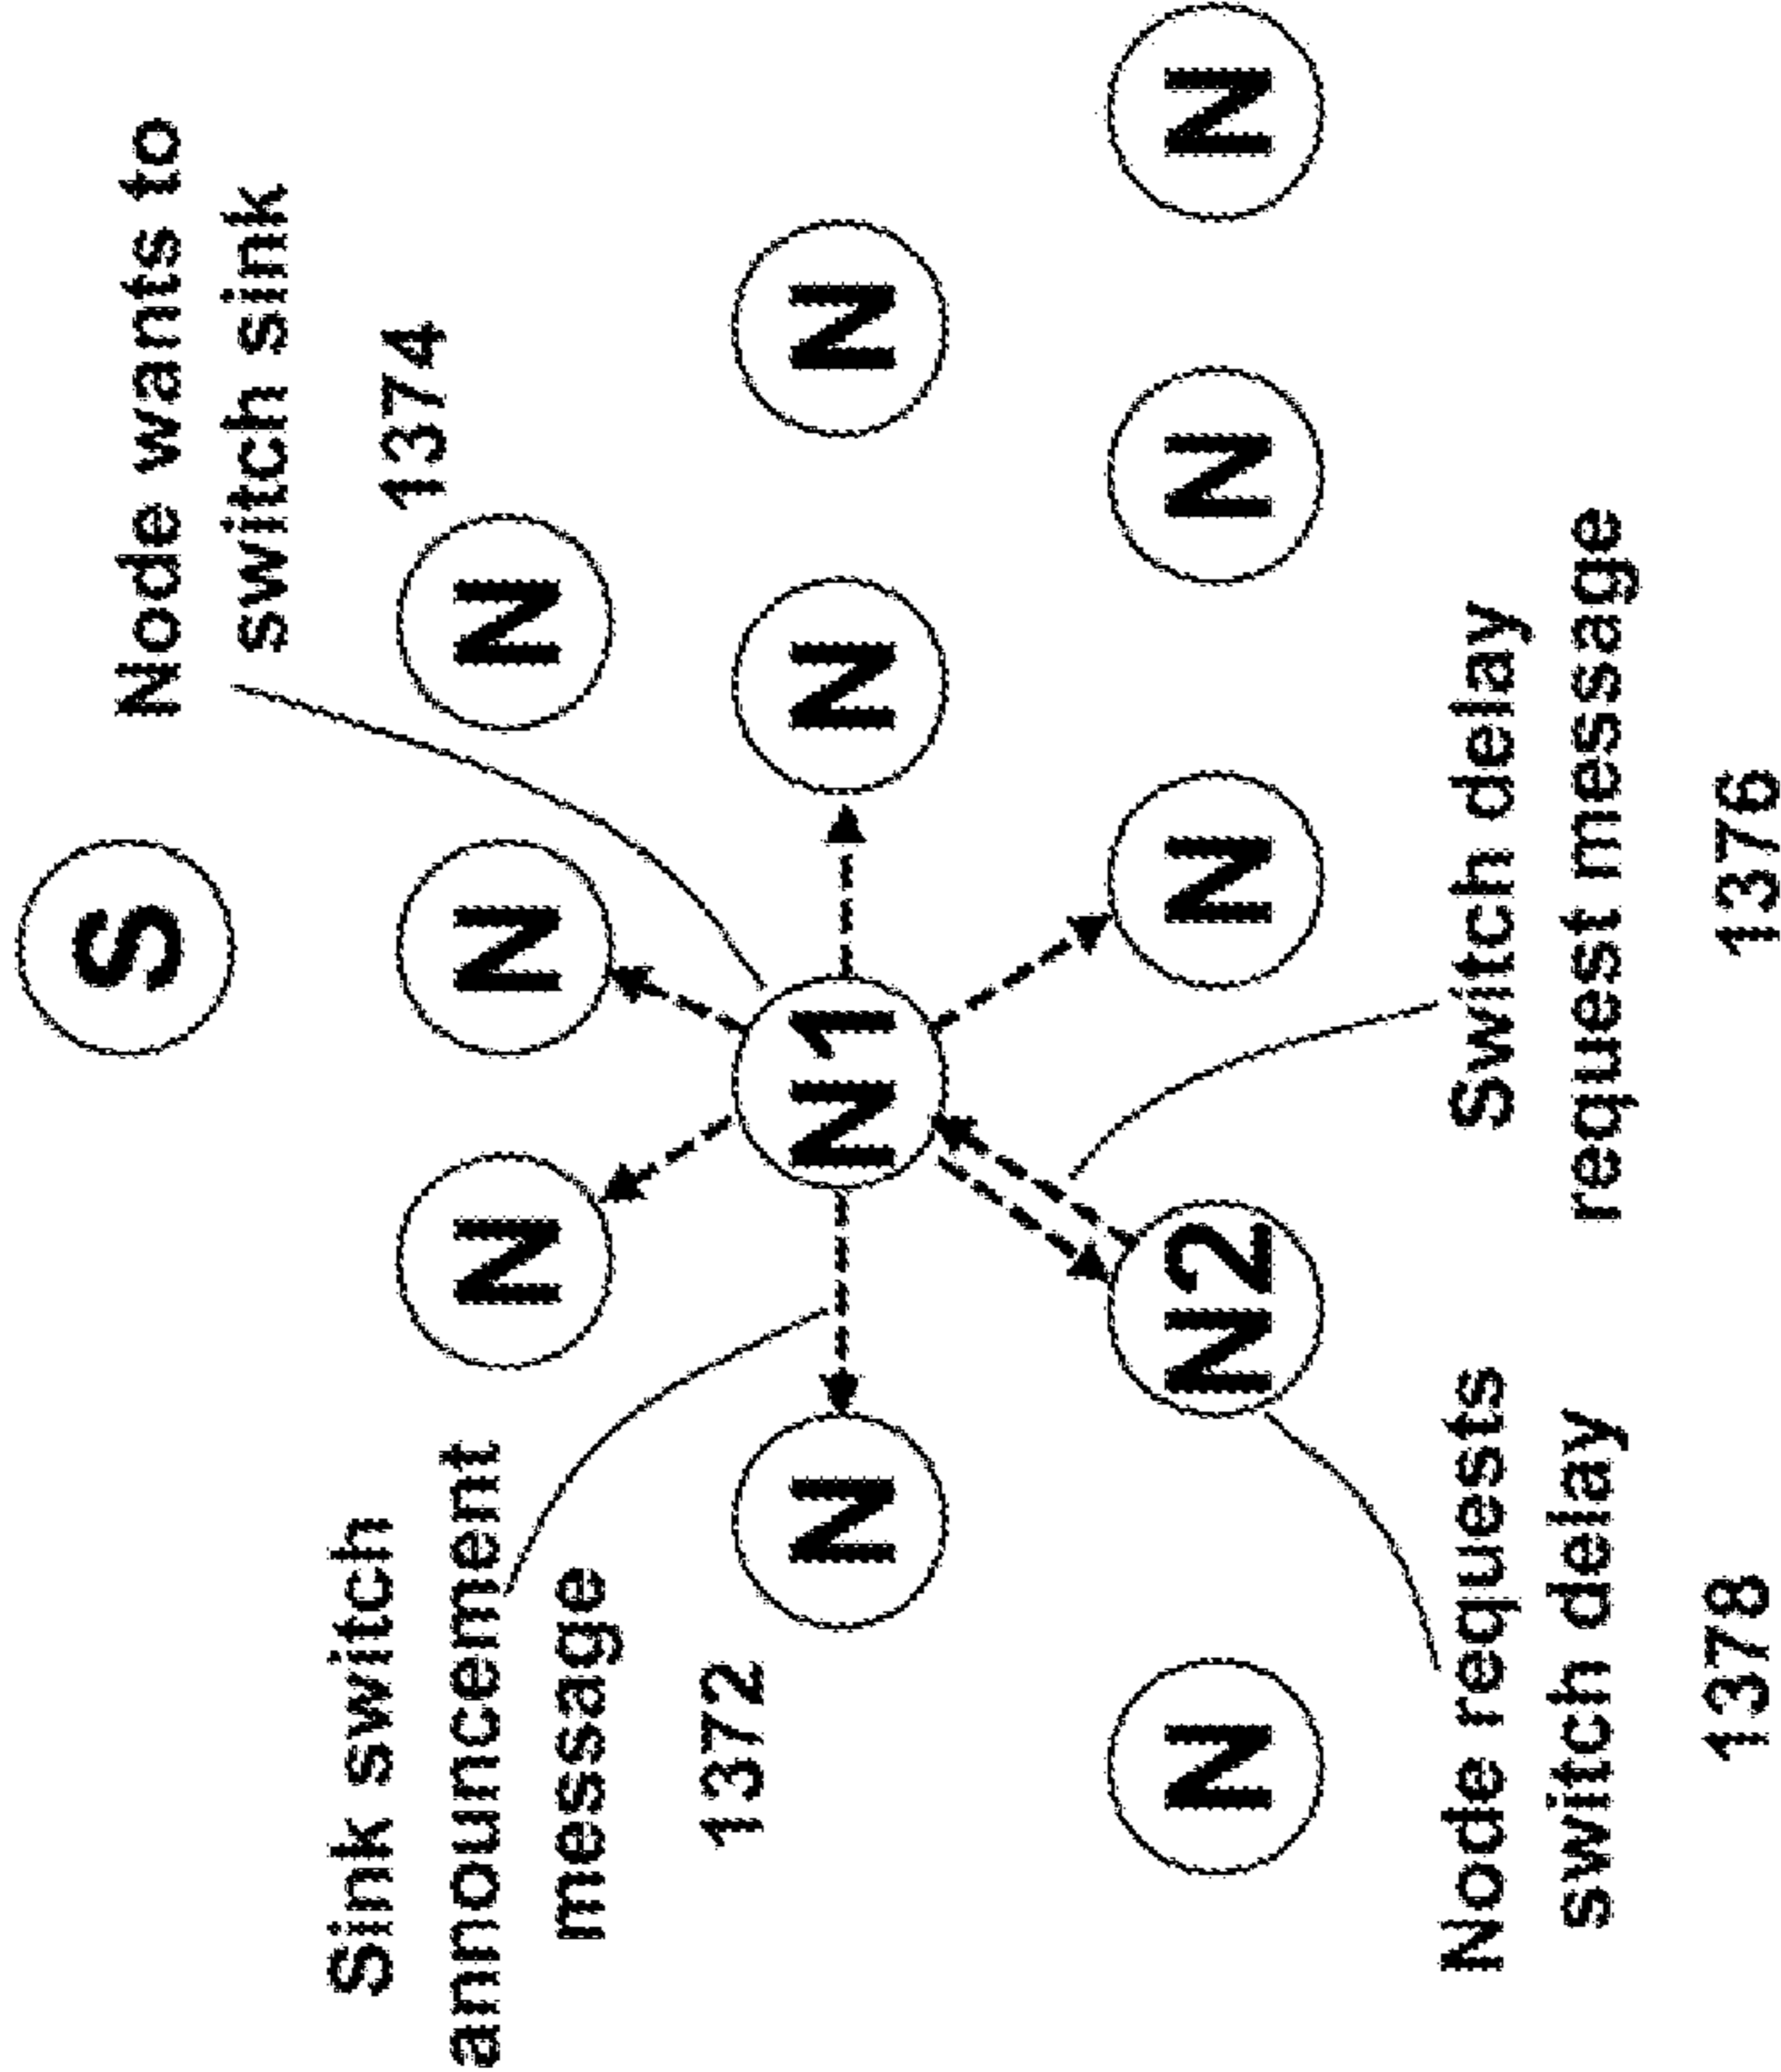 S
Node wants to
switch sink
1374
Sink switch
announcement
message
1372
N
N
N
N
N1
N
N
N
N2
N
N
N
Node requests
switch delay
1378
Switch delay
request message
1376